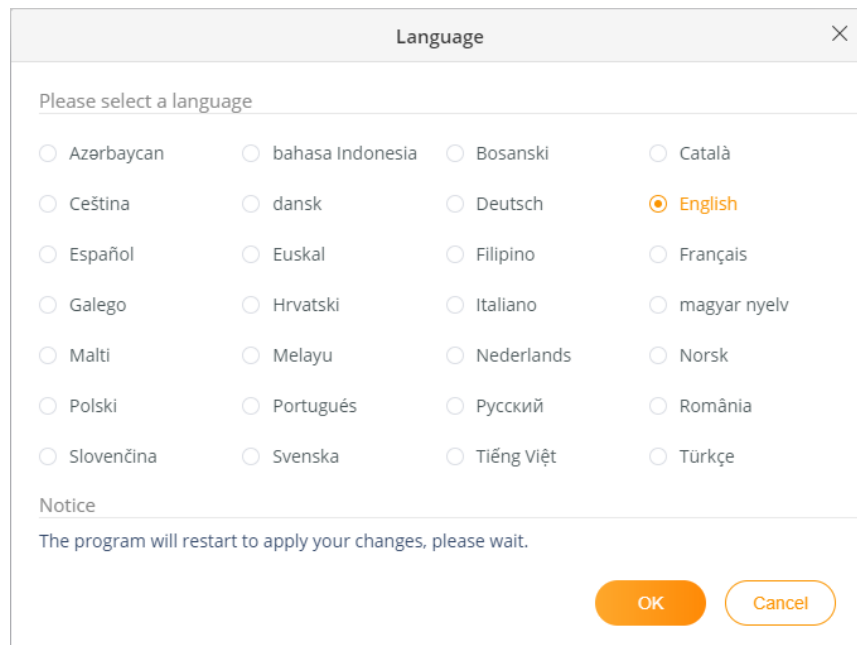 Language
Please select a language
Azərbaycan bahasa Indonesia Bosanski Català
Ceština dansk Deutsch English
Español Euskal Filipino Français
Galego Hrvatski Italiano magyar nyelv
Malti Melayu Nederlands Norsk
Polski Portugués Русский România
Slovenčina Svenska Tiếng Việt Türkçe
Notice
The program will restart to apply your changes, please wait.
OK Cancel